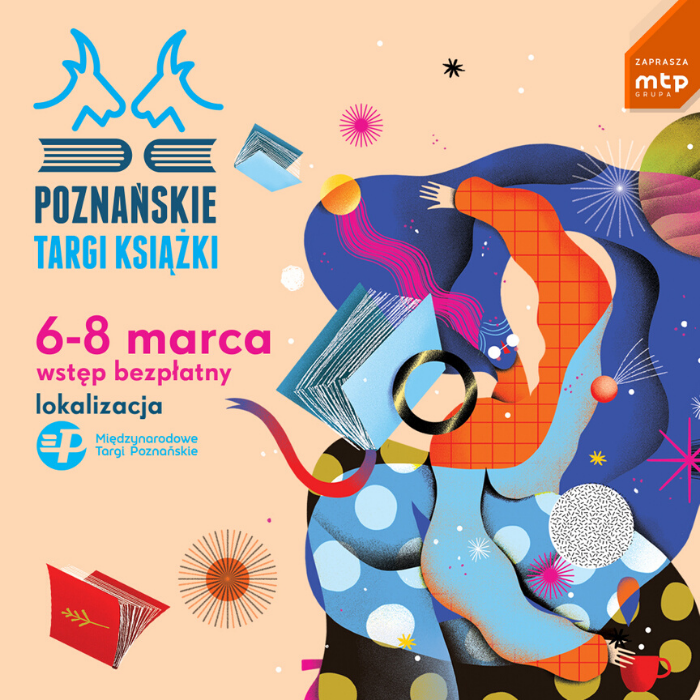 ZAPRASZA
mtp
GRUPA
POZNAŃSKIE
TARGI KSIĄŻKI
6-8 marca
wstęp bezpłatny
lokalizacja
Międzynarodowe
Targi Poznańskie